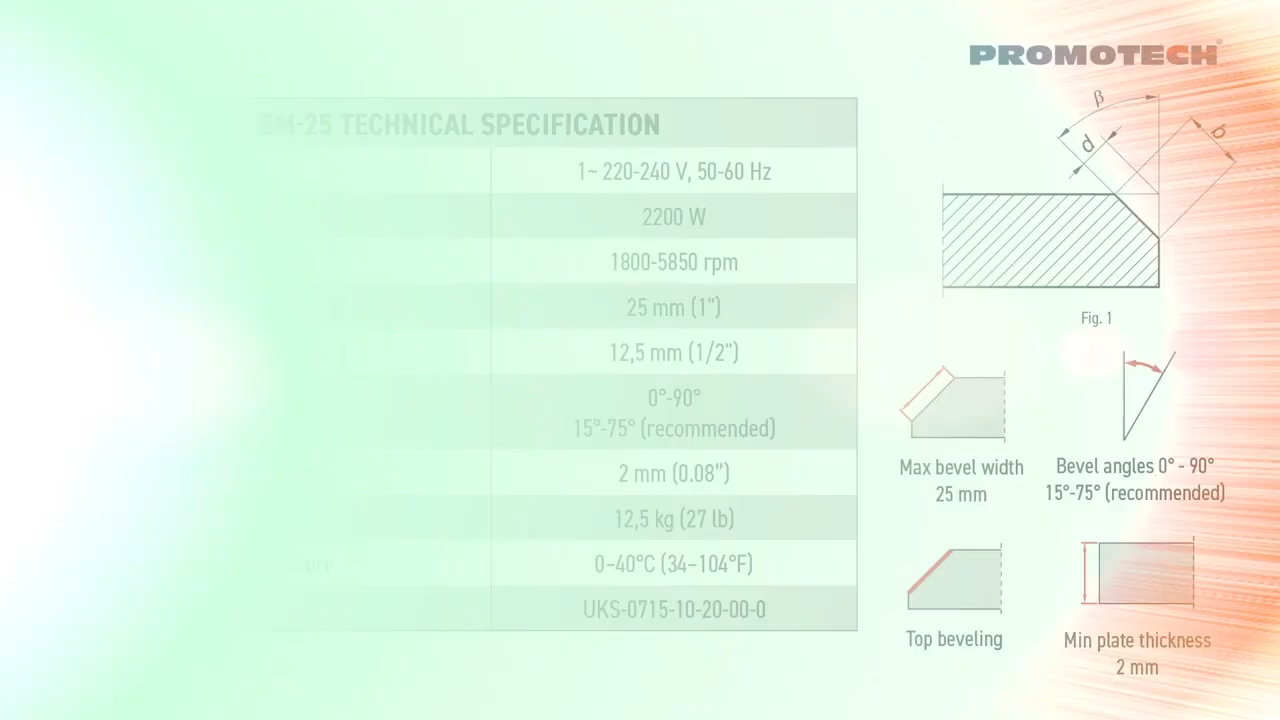 PROMOTECH®
SM-25 TECHNICAL SPECIFICATION
1~ 220-240 V, 50-60 Hz
2200 W
1800-5850 rpm
25 mm (1")
12,5 mm (1/2")
0°-90°
15°-75° (recommended)
2 mm (0.08")
12,5 kg (27 lb)
0–40°C (34–104°F)
UKS-0715-10-20-00-0
β
d
b
Fig. 1
Max bevel width
25 mm
Bevel angles 0° - 90°
15°-75° (recommended)
Top beveling
Min plate thickness
2 mm